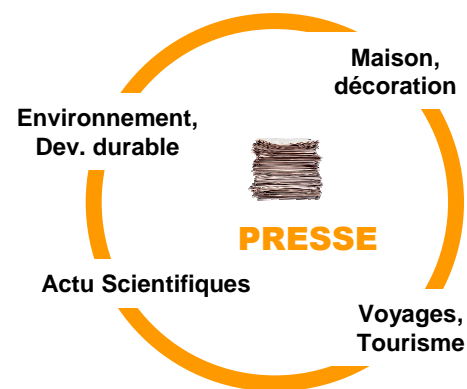 Maison,
décoration
Environnement,
Dev. durable
PRESSE
Actu Scientifiques
Voyages,
Tourisme